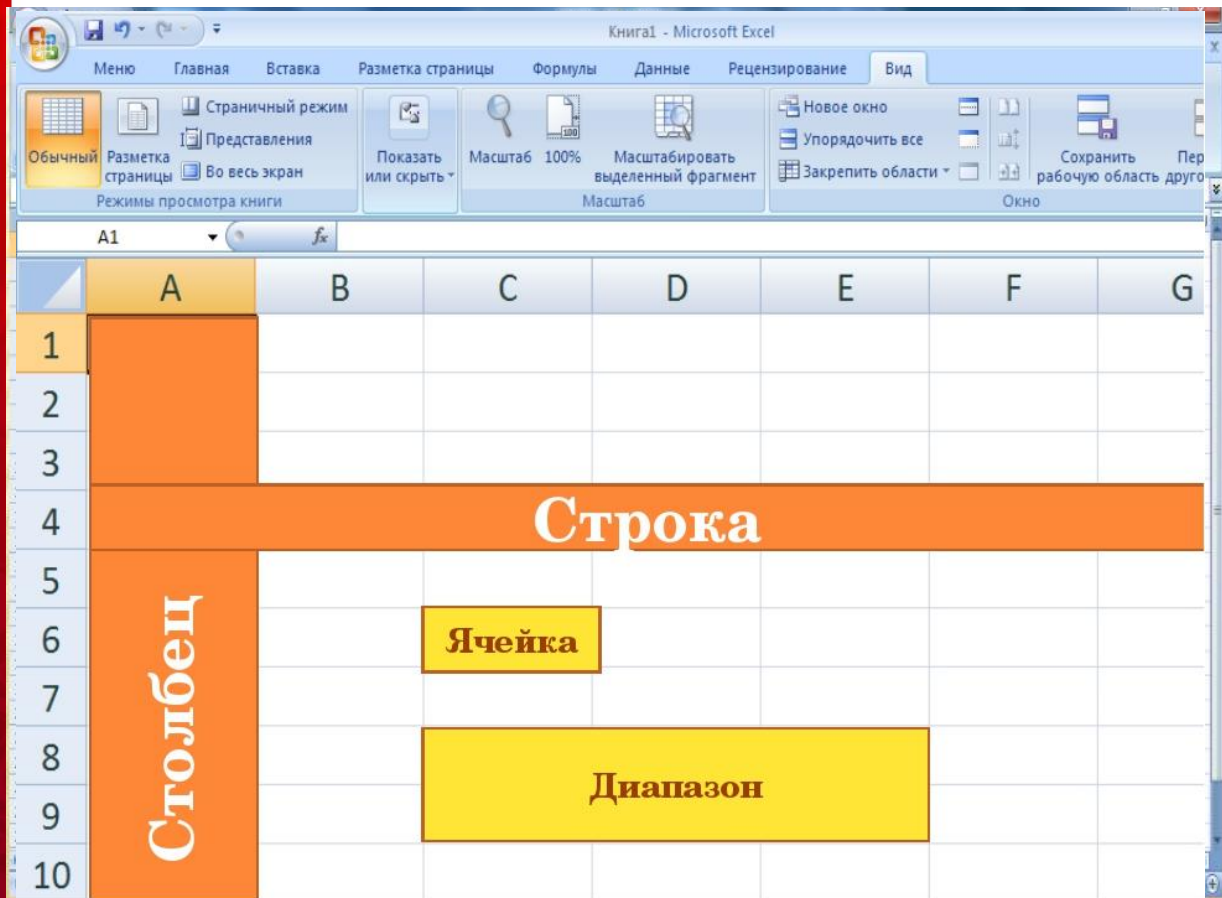 Книга1 - Microsoft Excel
Меню Главная Вставка Разметка страницы Формулы Данные Рецензирование Вид
Обычный
Разметка страницы
Страничный режим
Представления
Во весь экран
Режимы просмотра книги
Показать или скрыть
Масштаб
100%
Масштабировать выделенный фрагмент
Масштаб
Новое окно
Упорядочить все
Закрепить области
Сохранить рабочую область
Пер
друго
Окно
A1
fx
A B C D E F G
1
2
3
4 Строка
5
6 Ячейка
7
8
Диапазон
9
10
Столбец